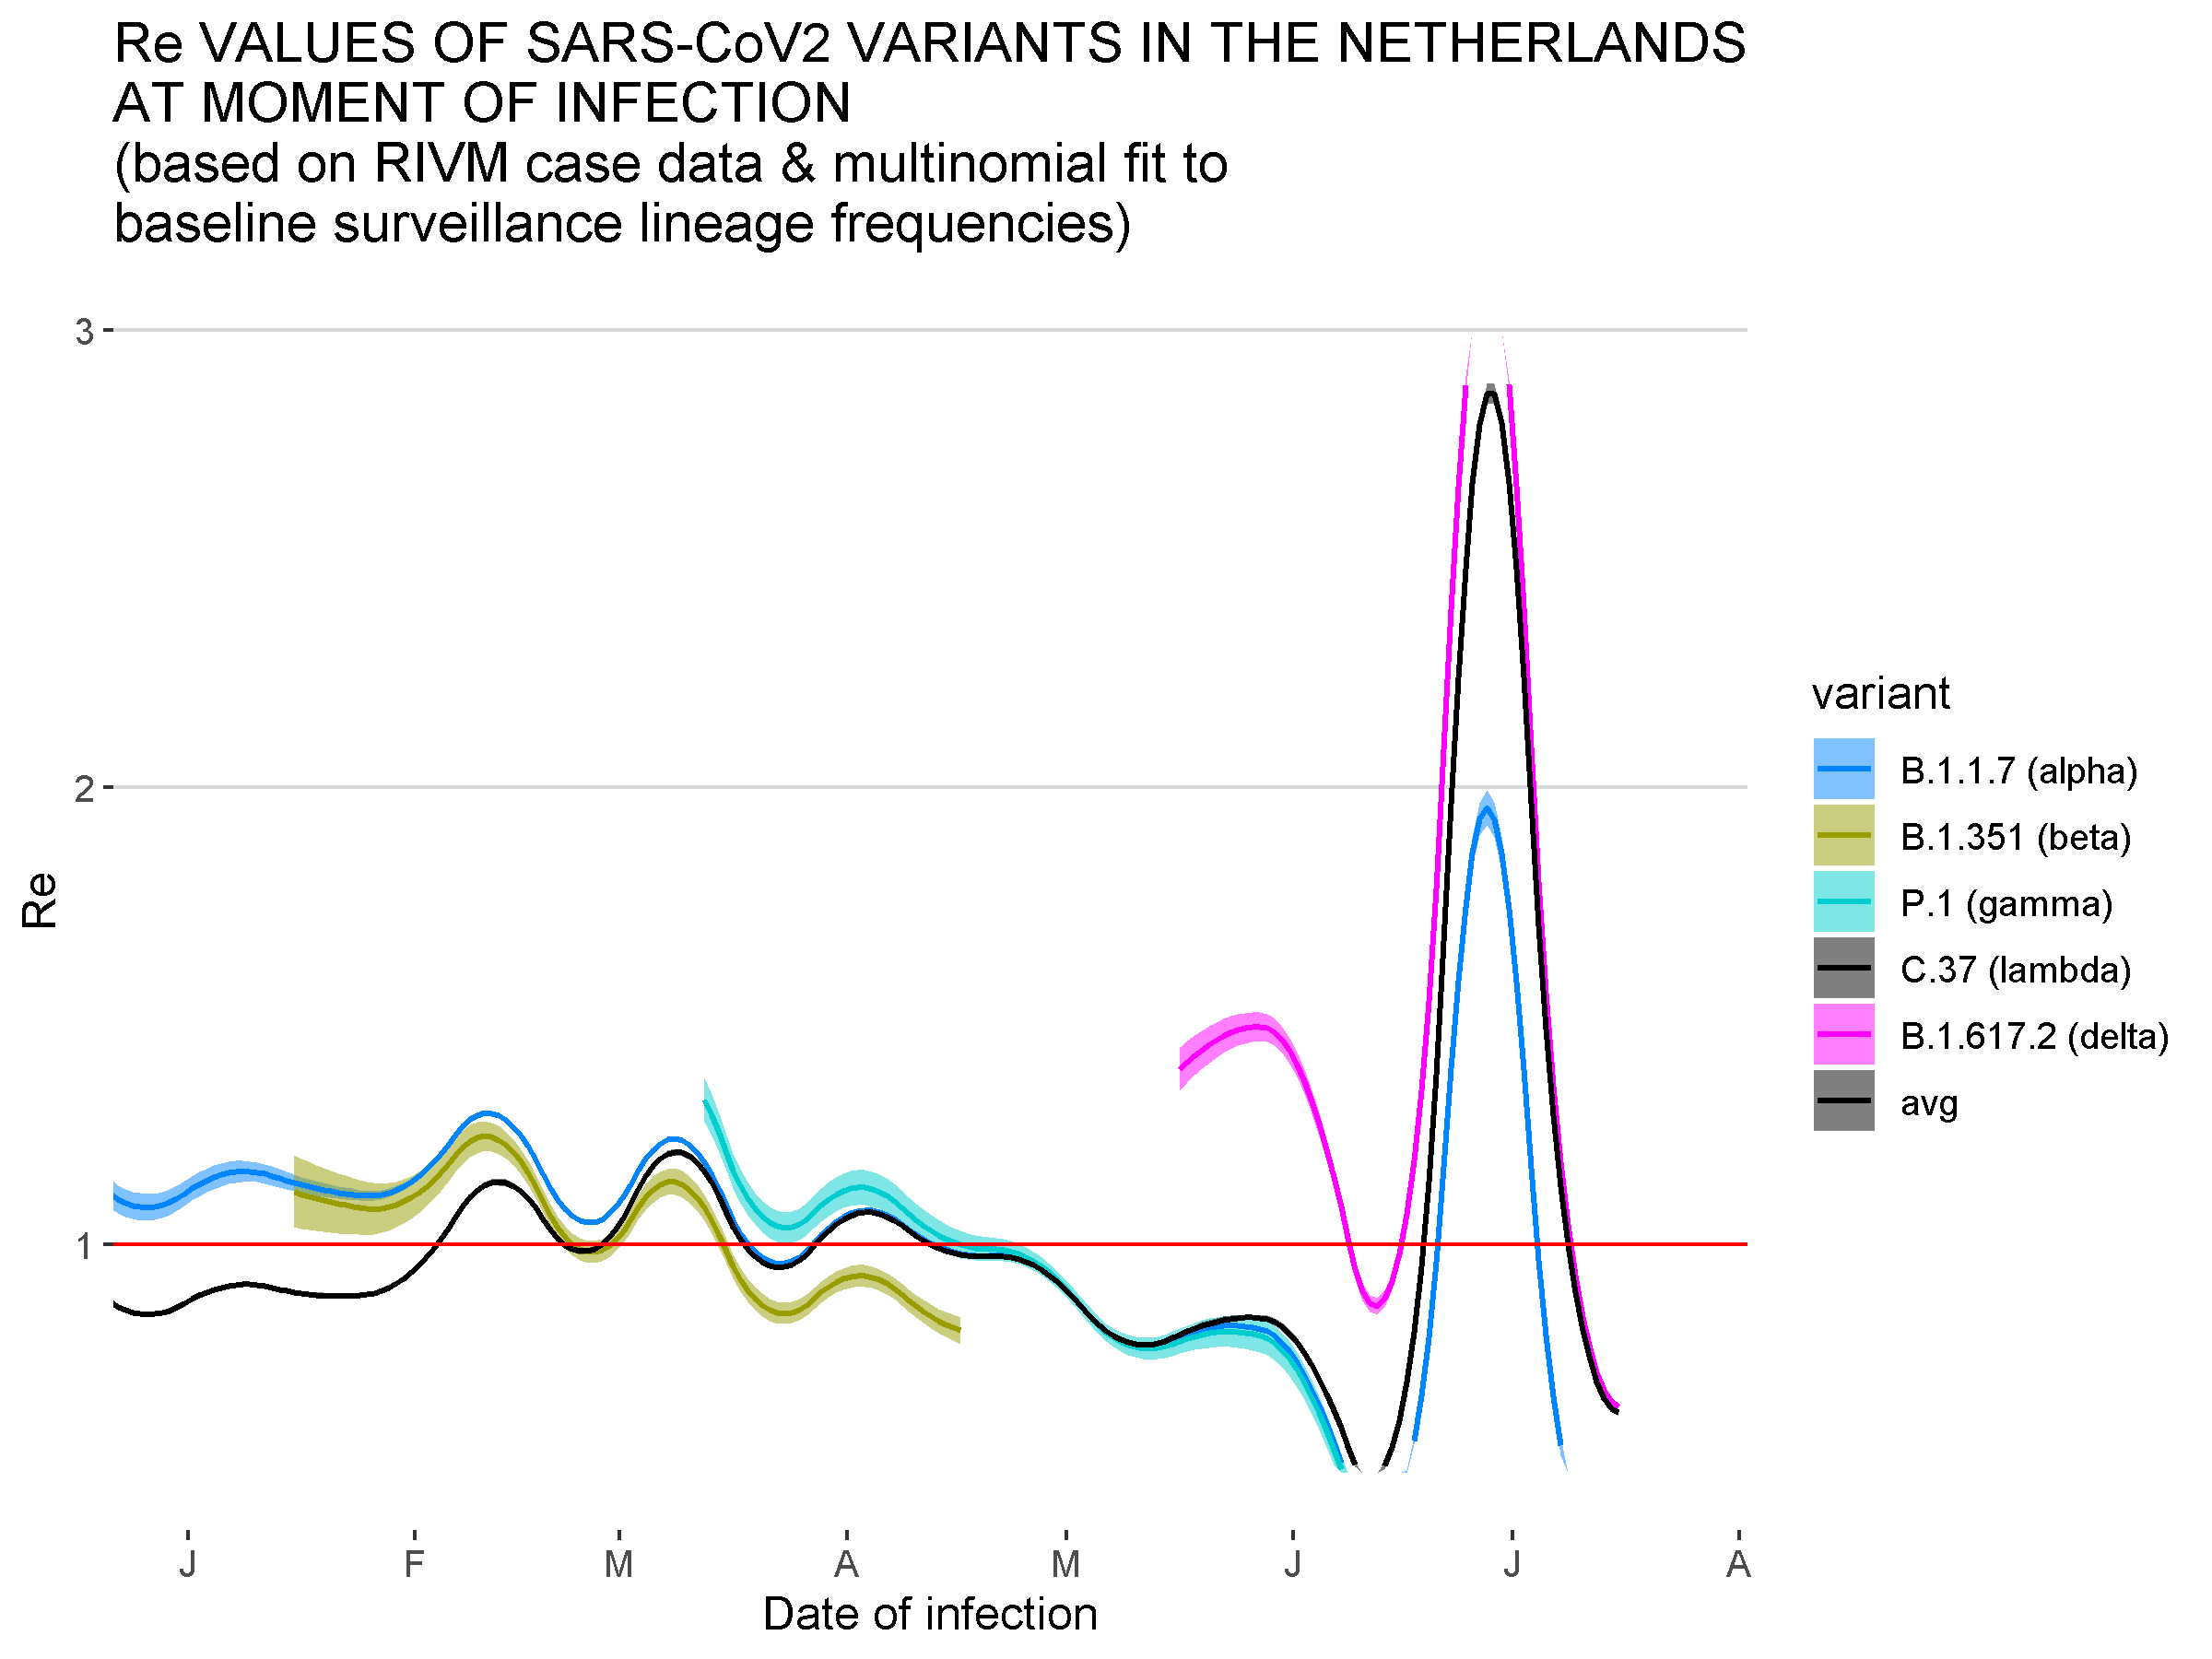 Re VALUES OF SARS-CoV2 VARIANTS IN THE NETHERLANDS
AT MOMENT OF INFECTION
(based on RIVM case data & multinomial fit to
baseline surveillance lineage frequencies)
3
2
1
Re
J F M A M J J A
Date of infection
variant
B.1.1.7 (alpha)
B.1.351 (beta)
P.1 (gamma)
C.37 (lambda)
B.1.617.2 (delta)
avg